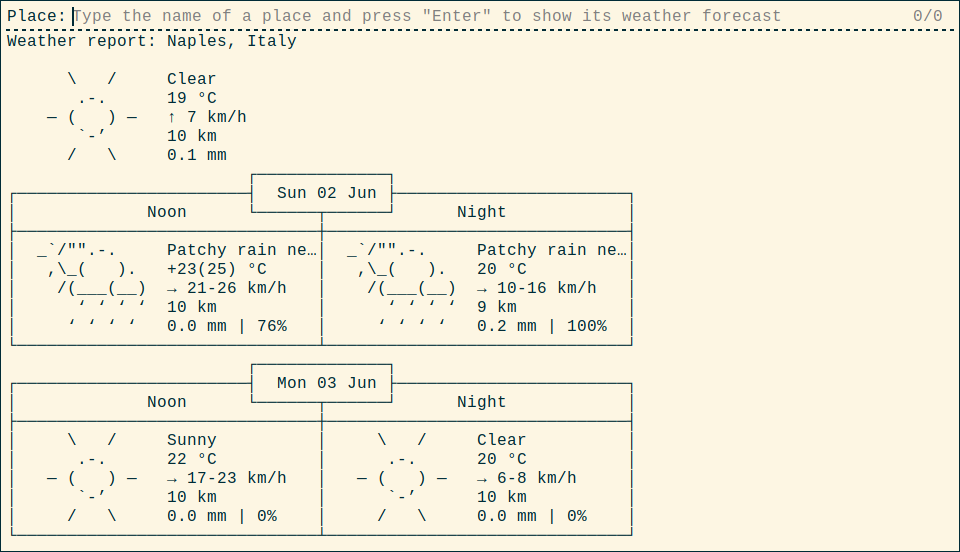 Place: Type the name of a place and press "Enter" to show its weather forecast 0/0
Weather report: Naples, Italy
Clear
19 °C
↑ 7 km/h
10 km
0.1 mm
Sun 02 Jun
Noon Night
Patchy rain ne… Patchy rain ne…
+23(25) °C 20 °C
→ 21-26 km/h → 10-16 km/h
10 km 9 km
0.0 mm | 76% 0.2 mm | 100%
Mon 03 Jun
Noon Night
Sunny Clear
22 °C 20 °C
→ 17-23 km/h → 6-8 km/h
10 km 10 km
0.0 mm | 0% 0.0 mm | 0%